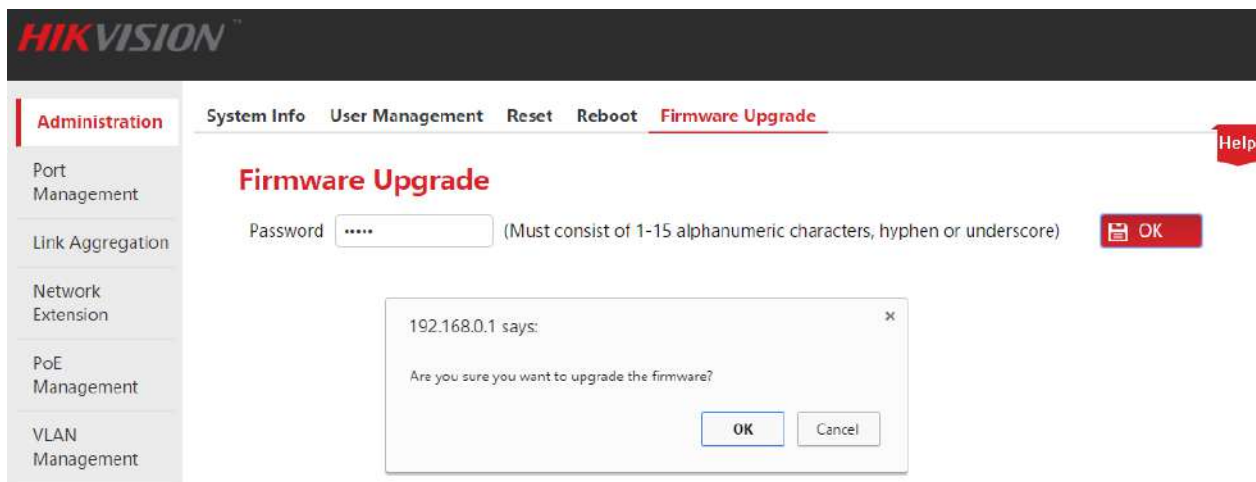 HIKVISION™
Administration
System Info User Management Reset Reboot Firmware Upgrade
Help
Port
Management
Link Aggregation
Network
Extension
PoE
Management
VLAN
Management
Firmware Upgrade
Password ••••• (Must consist of 1-15 alphanumeric characters, hyphen or underscore) OK
192.168.0.1 says: ×
Are you sure you want to upgrade the firmware?
OK Cancel